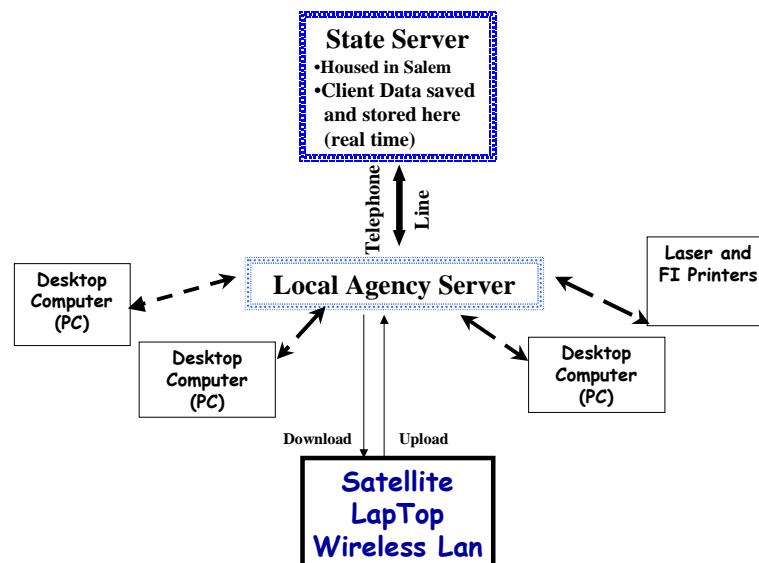 State Server
•Housed in Salem
•Client Data saved
and stored here
(real time)
Telephone
Line
Laser and
FI Printers
Desktop
Computer
(PC)
Local Agency Server
Desktop
Computer
(PC)
Desktop
Computer
(PC)
Download
Upload
Satellite
LapTop
Wireless Lan